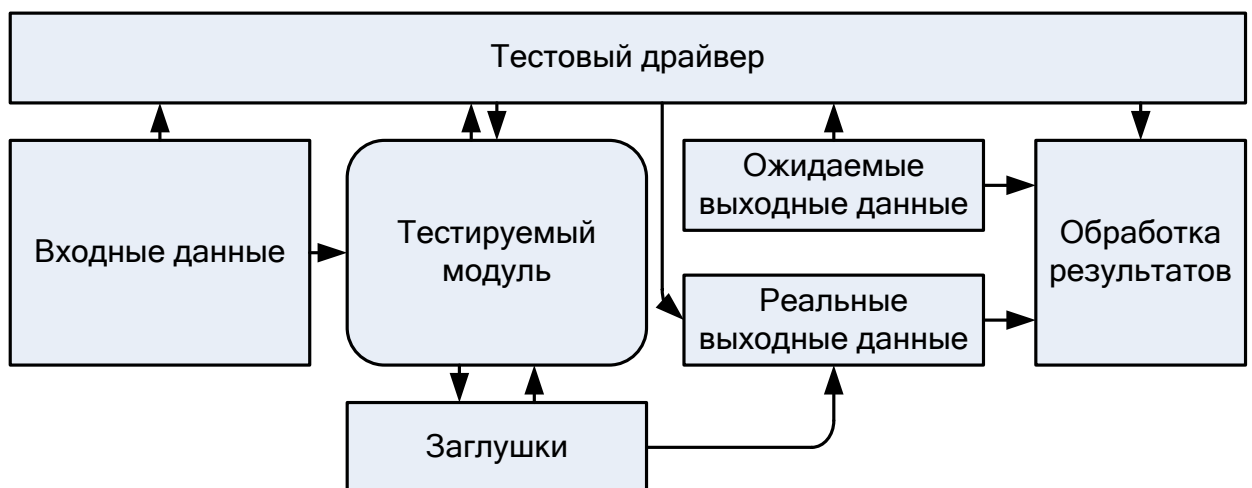 Тестовый драйвер
Входные данные
Тестируемый
модуль
Ожидаемые
выходные данные
Реальные
выходные данные
Обработка
результатов
Заглушки